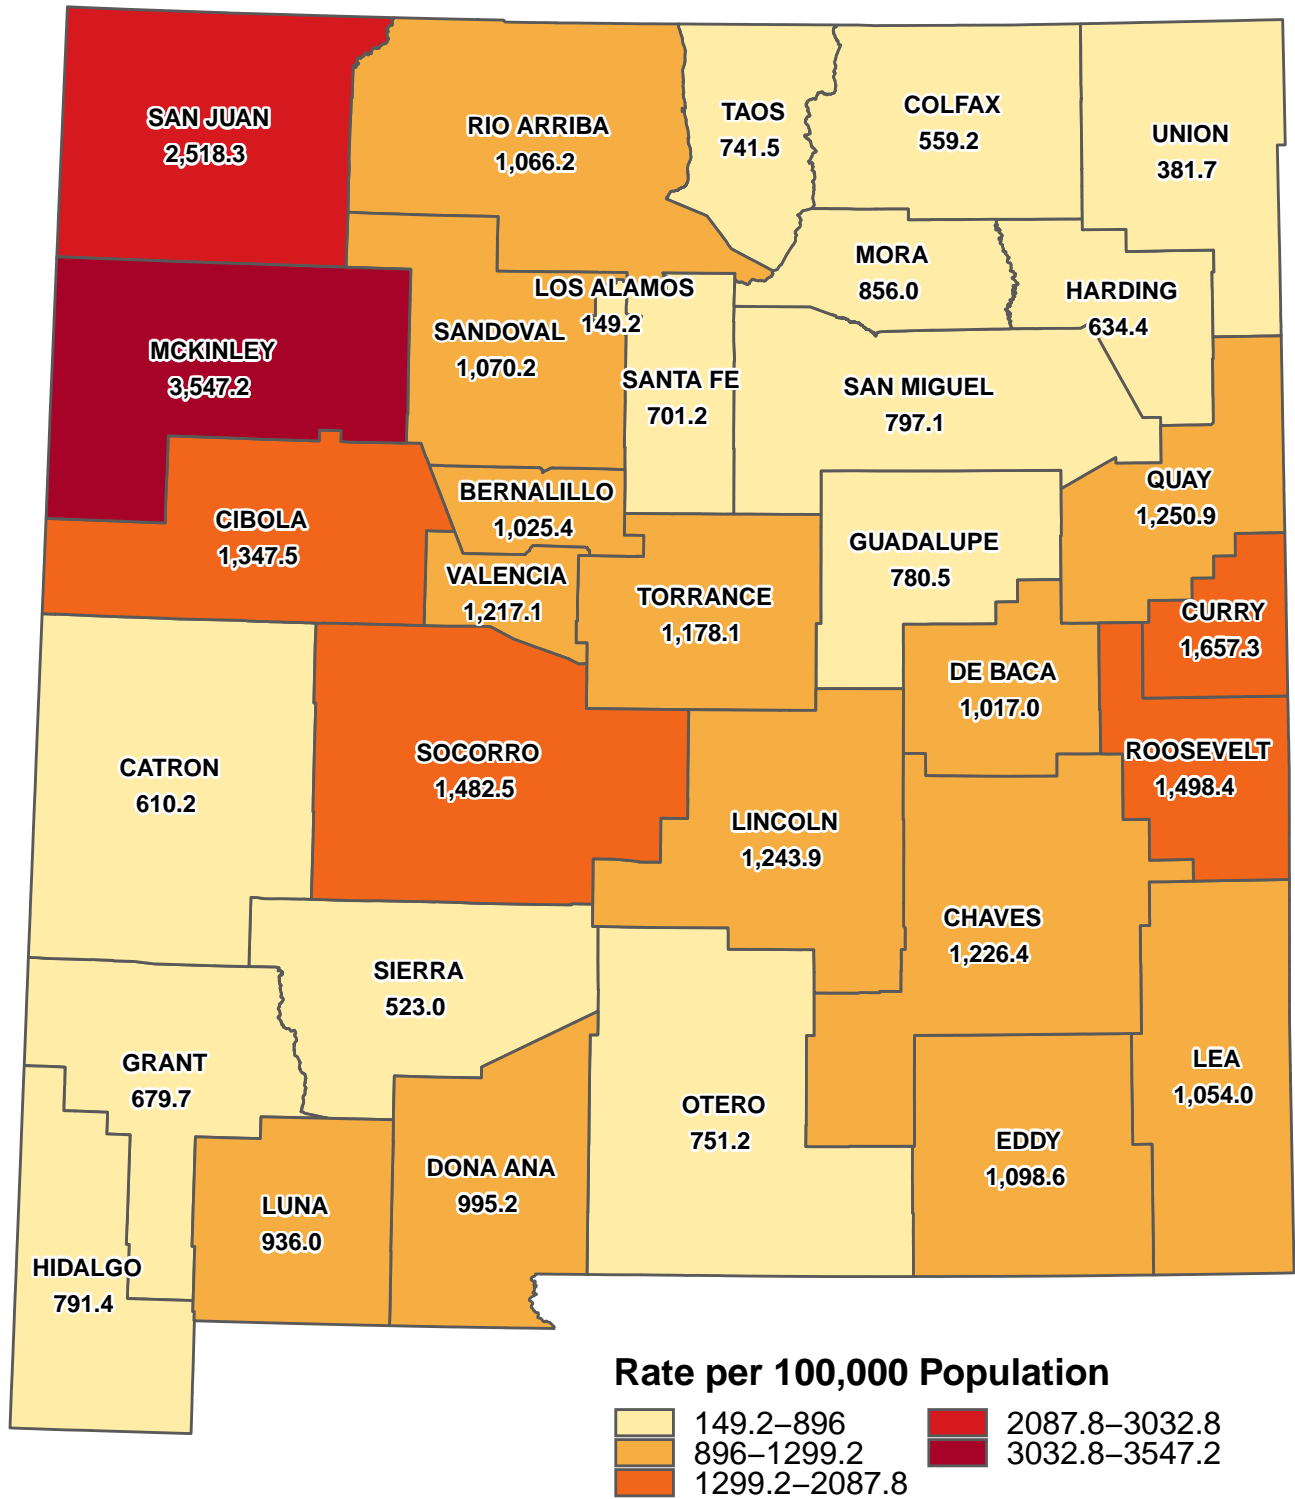 SAN JUAN
2,518.3
RIO ARRIBA
1,066.2
TAOS
741.5
COLFAX
559.2
UNION
381.7
MORA
856.0
HARDING
634.4
LOS ALAMOS
149.2
SANDOVAL
1,070.2
MCKINLEY
3,547.2
SANTA FE
701.2
SAN MIGUEL
797.1
QUAY
1,250.9
BERNALILLO
1,025.4
CIBOLA
1,347.5
GUADALUPE
780.5
VALENCIA
1,217.1
TORRANCE
1,178.1
CURRY
1,657.3
DE BACA
1,017.0
ROOSEVELT
1,498.4
SOCORRO
1,482.5
CATRON
610.2
LINCOLN
1,243.9
CHAVES
1,226.4
SIERRA
523.0
GRANT
679.7
LEA
1,054.0
OTERO
751.2
EDDY
1,098.6
DONA ANA
995.2
LUNA
936.0
HIDALGO
791.4
Rate per 100,000 Population
149.2–896
896–1299.2
1299.2–2087.8
2087.8–3032.8
3032.8–3547.2